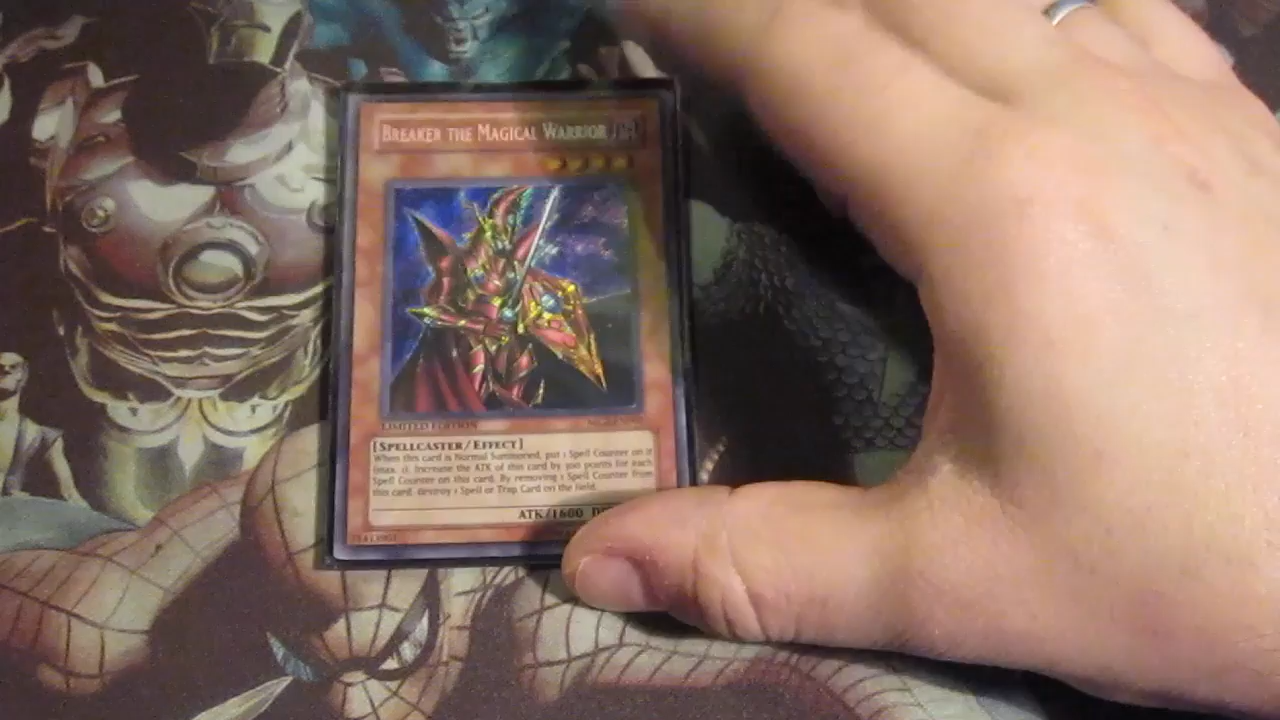 BREAKER THE MAGICAL WARRIOR
LIMITED EDITION
[SPELLCASTER/EFFECT]
When this card is Normal Summoned, put 1 Spell Counter on it
(max. 1). Increase the ATK of this card by 300 points for each
Spell Counter on this card. By removing 1 Spell Counter from
this card, destroy 1 Spell or Trap Card on the field.
ATK/1600